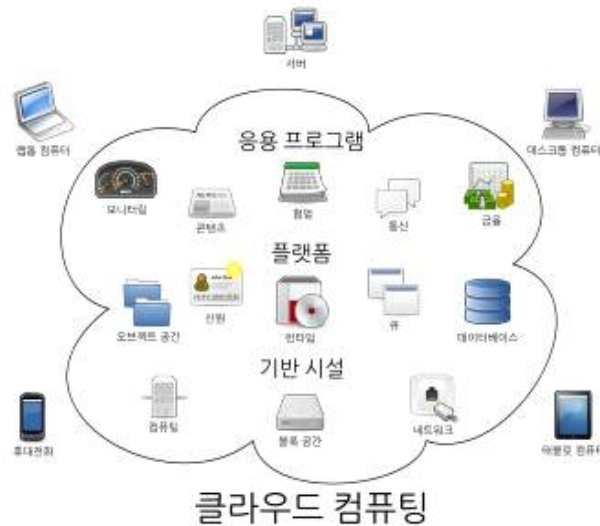 서버
랩톱 컴퓨터
데스크톱 컴퓨터
응용 프로그램
모니터링
콘텐츠
협업
통신
금융
플랫폼
오브젝트 공간
신원
런타임
큐
데이터베이스
기반 시설
컴퓨팅
블록 공간
네트워크
휴대전화
태블릿 컴퓨터
클라우드 컴퓨팅